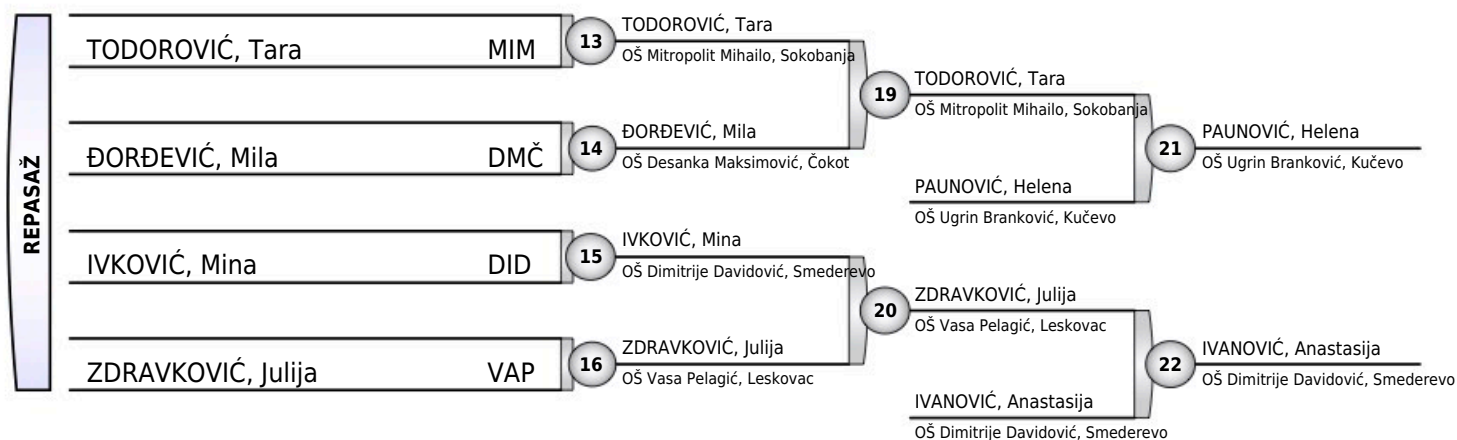 REPASAŽ
TODOROVIĆ, Tara MIM
ĐORĐEVIĆ, Mila DMČ
IVKOVIĆ, Mina DID
ZDRAVKOVIĆ, Julija VAP
13
TODOROVIĆ, Tara
OŠ Mitropolit Mihailo, Sokobanja
14
ĐORĐEVIĆ, Mila
OŠ Desanka Maksimović, Čokot
15
IVKOVIĆ, Mina
OŠ Dimitrije Davidović, Smederevo
16
ZDRAVKOVIĆ, Julija
OŠ Vasa Pelagić, Leskovac
19
TODOROVIĆ, Tara
OŠ Mitropolit Mihailo, Sokobanja
PAUNOVIĆ, Helena
OŠ Ugrin Branković, Kučevo
20
ZDRAVKOVIĆ, Julija
OŠ Vasa Pelagić, Leskovac
IVANOVIĆ, Anastasija
OŠ Dimitrije Davidović, Smederevo
21
PAUNOVIĆ, Helena
OŠ Ugrin Branković, Kučevo
22
IVANOVIĆ, Anastasija
OŠ Dimitrije Davidović, Smederevo